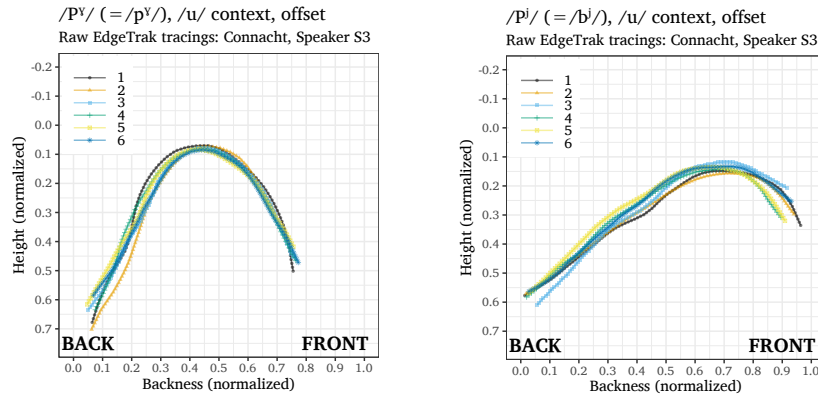 /Pˠ/ (=/pˠ/), /u/ context, offset
Raw EdgeTrak tracings: Connacht, Speaker S3
-0.2
-0.1
0.0
0.1
0.2
0.3
0.4
0.5
0.6
0.7
Height (normalized)
1
2
3
4
5
6
BACK
FRONT
0.0 0.1 0.2 0.3 0.4 0.5 0.6 0.7 0.8 0.9 1.0
Backness (normalized)
/Pʲ/ (=/bʲ/), /u/ context, offset
Raw EdgeTrak tracings: Connacht, Speaker S3
-0.2
-0.1
0.0
0.1
0.2
0.3
0.4
0.5
0.6
0.7
Height (normalized)
1
2
3
4
5
6
BACK
FRONT
0.0 0.1 0.2 0.3 0.4 0.5 0.6 0.7 0.8 0.9 1.0
Backness (normalized)